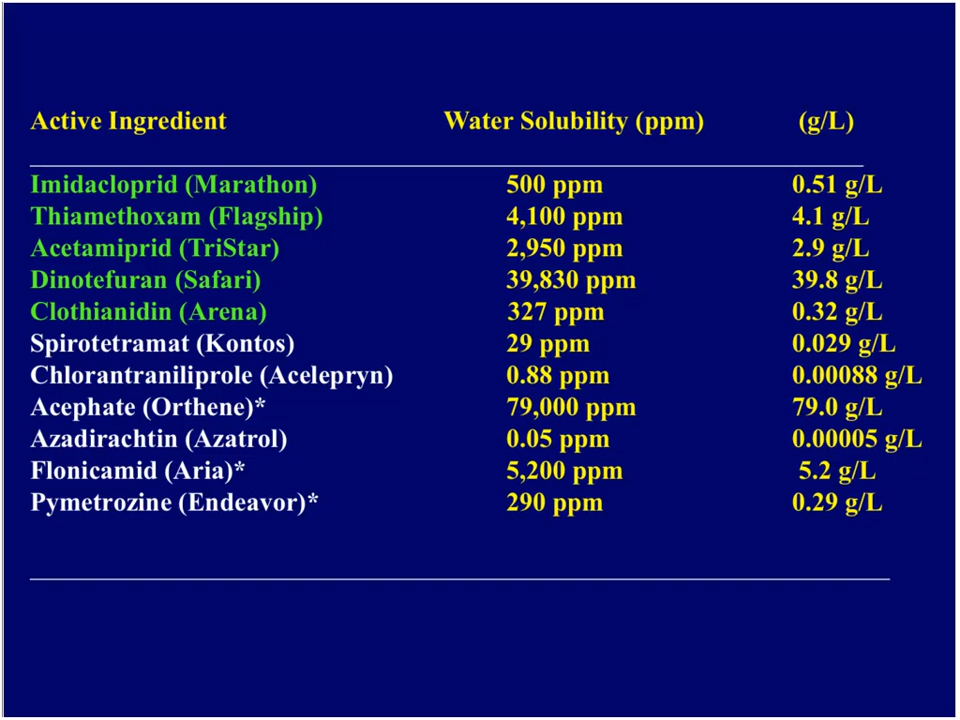 Active Ingredient Water Solubility (ppm) (g/L)
Imidacloprid (Marathon) 500 ppm 0.51 g/L
Thiamethoxam (Flagship) 4,100 ppm 4.1 g/L
Acetamiprid (TriStar) 2,950 ppm 2.9 g/L
Dinotefuran (Safari) 39,830 ppm 39.8 g/L
Clothianidin (Arena) 327 ppm 0.32 g/L
Spirotetramat (Kontos) 29 ppm 0.029 g/L
Chlorantraniliprole (Acelepryn) 0.88 ppm 0.00088 g/L
Acephate (Orthene)* 79,000 ppm 79.0 g/L
Azadirachtin (Azatrol) 0.05 ppm 0.00005 g/L
Flonicamid (Aria)* 5,200 ppm 5.2 g/L
Pymetrozine (Endeavor)* 290 ppm 0.29 g/L